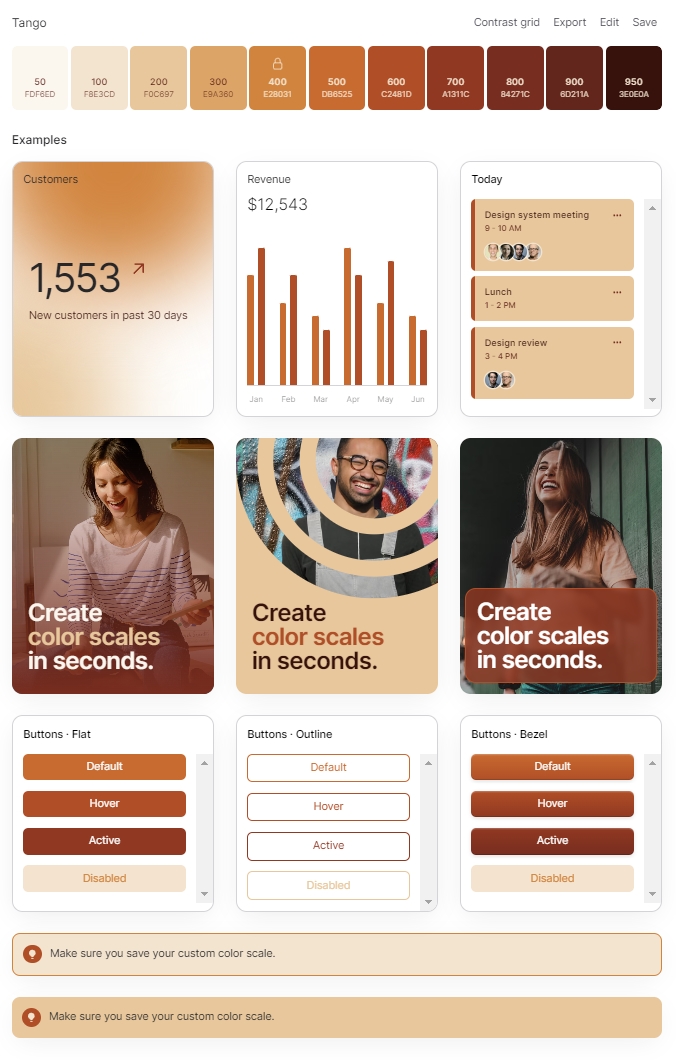 Tango
Contrast grid Export Edit Save
50 100 200 300 400 500 600 700 800 900 950
FDF6ED F8E3CD F0C697 E9A360 E28031 DB6525 C2481D A1311C 84271C 6D211A 3E0E0A
Examples
Customers
1,553
New customers in past 30 days
Revenue
$12,543
Jan Feb Mar Apr May Jun
Today
Design system meeting
9 - 10 AM
Lunch
1 - 2 PM
Design review
3 - 4 PM
Create
color scales
in seconds.
Create
color scales
in seconds.
Create
color scales
in seconds.
Buttons · Flat
Default
Hover
Active
Disabled
Buttons · Outline
Default
Hover
Active
Disabled
Buttons · Bezel
Default
Hover
Active
Disabled
Make sure you save your custom color scale.
Make sure you save your custom color scale.